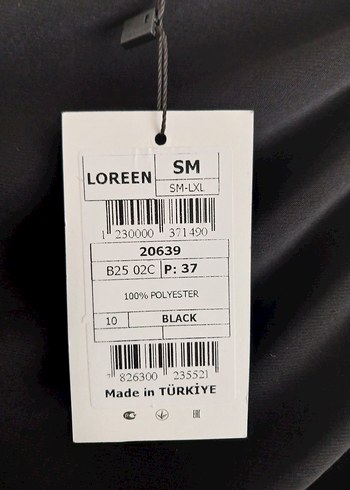 LOREEN SM
SM-LXL
1 230000 371490
20639
B25 02C P: 37
100% POLYESTER
10 BLACK
826300 235521
Made in TÜRKİYE